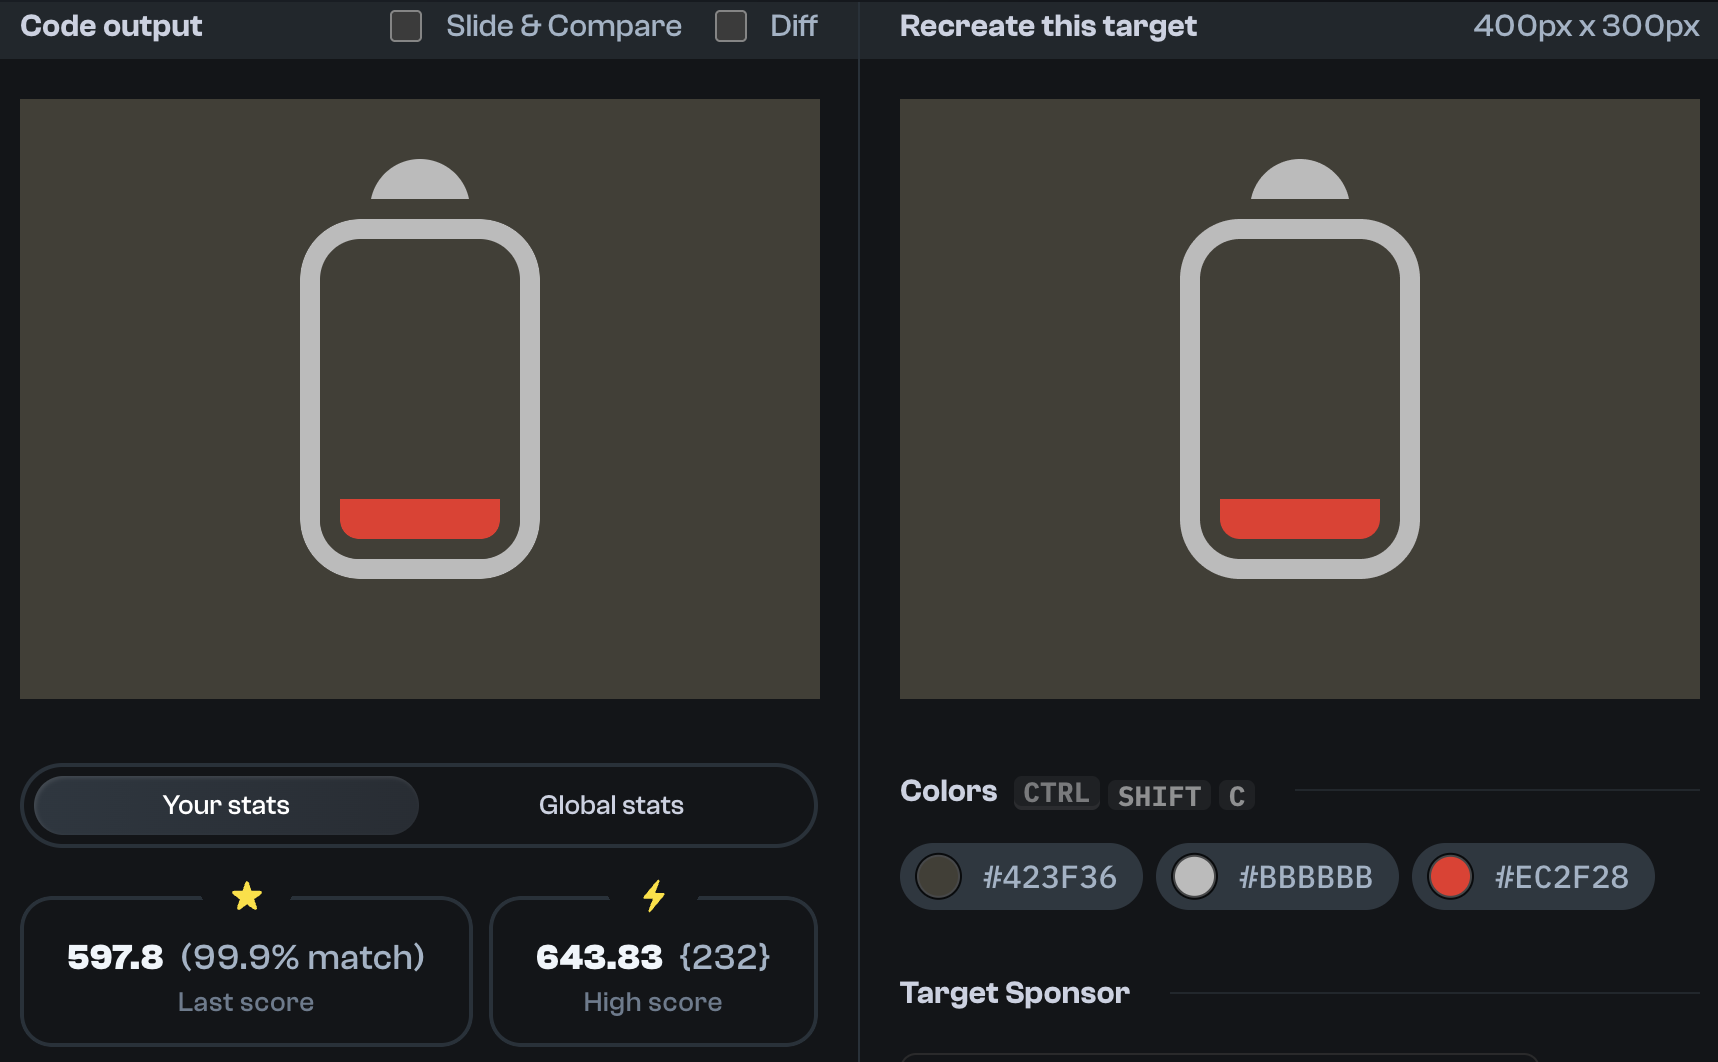 Code output
Slide & Compare
Diff
Recreate this target
400px x 300px
Your stats
Global stats
597.8 (99.9% match)
Last score
643.83 {232}
High score
Colors CTRL SHIFT C
#423F36
#BBBBBB
#EC2F28
Target Sponsor